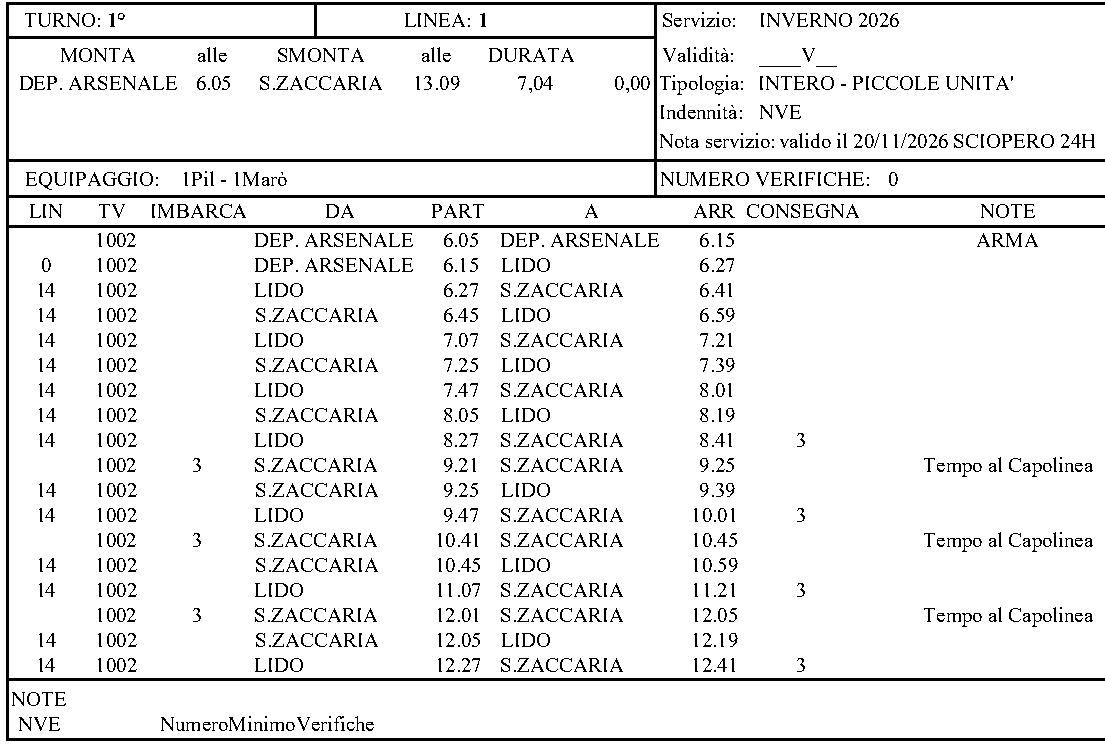 TURNO: 1° LINEA: 1 Servizio: INVERNO 2026
MONTA alle SMONTA alle DURATA Validità: ____V__
DEP. ARSENALE 6.05 S.ZACCARIA 13.09 7,04 0,00 Tipologia: INTERO - PICCOLE UNITA'
Indennità: NVE
Nota servizio: valido il 20/11/2026 SCIOPERO 24H
EQUIPAGGIO: 1Pil - 1Marò NUMERO VERIFICHE: 0
LIN TV IMBARCA DA PART A ARR CONSEGNA NOTE
1002 DEP. ARSENALE 6.05 DEP. ARSENALE 6.15 ARMA
0 1002 DEP. ARSENALE 6.15 LIDO 6.27
14 1002 LIDO 6.27 S.ZACCARIA 6.41
14 1002 S.ZACCARIA 6.45 LIDO 6.59
14 1002 LIDO 7.07 S.ZACCARIA 7.21
14 1002 S.ZACCARIA 7.25 LIDO 7.39
14 1002 LIDO 7.47 S.ZACCARIA 8.01
14 1002 S.ZACCARIA 8.05 LIDO 8.19
14 1002 LIDO 8.27 S.ZACCARIA 8.41 3
1002 3 S.ZACCARIA 9.21 S.ZACCARIA 9.25 Tempo al Capolinea
14 1002 S.ZACCARIA 9.25 LIDO 9.39
14 1002 LIDO 9.47 S.ZACCARIA 10.01 3
1002 3 S.ZACCARIA 10.41 S.ZACCARIA 10.45 Tempo al Capolinea
14 1002 S.ZACCARIA 10.45 LIDO 10.59
14 1002 LIDO 11.07 S.ZACCARIA 11.21 3
1002 3 S.ZACCARIA 12.01 S.ZACCARIA 12.05 Tempo al Capolinea
14 1002 S.ZACCARIA 12.05 LIDO 12.19
14 1002 LIDO 12.27 S.ZACCARIA 12.41 3
NOTE
NVE NumeroMinimoVerifiche